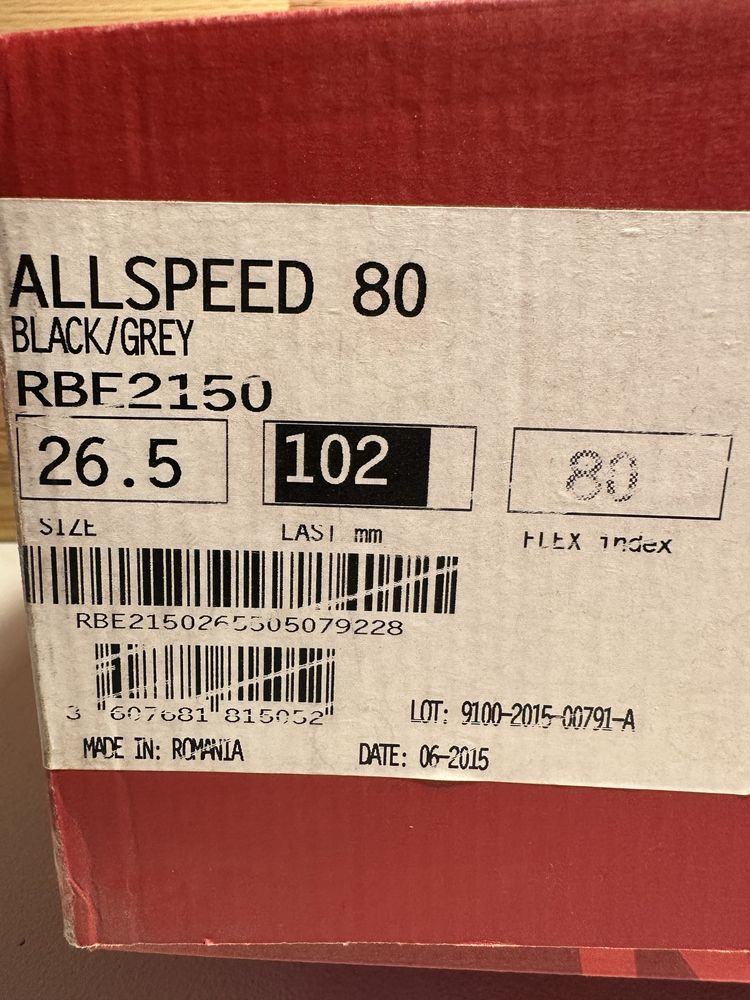 ALLSPEED 80
BLACK/GREY
RBE2150
26.5 102 80
SIZE LAST mm FLEX index
RBE2150265505079228
3 607681 815052
LOT: 9100-2015-00791-A
MADE IN: ROMANIA DATE: 06-2015